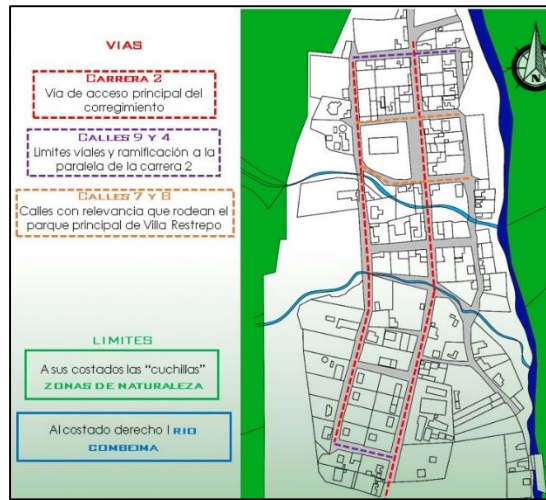 VIAS
CARRERA 2
Vía de acceso principal del
corregimiento
CALLES 9 Y 4
Limites viales y ramificación a la
paralela de la carrera 2
CALLES 7 Y 8
Calles con relevancia que rodean el
parque principal de Villa Restrepo
LIMITES
A sus costados las "cuchillas"
ZONAS DE NATURALEZA
Al costado derecho l RIO
COMBEIMA
N